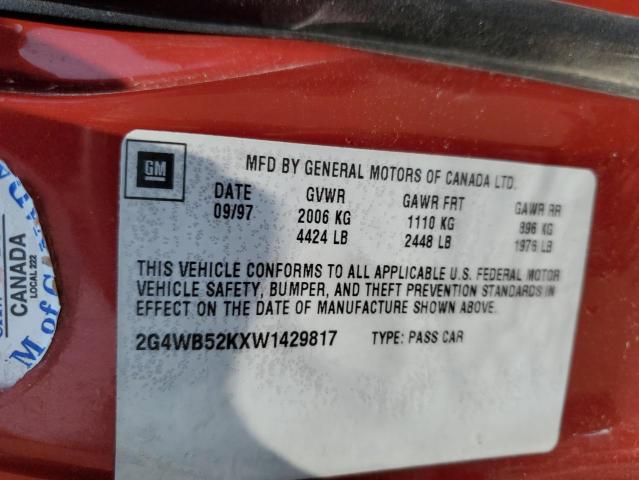 GM
MFD BY GENERAL MOTORS OF CANADA LTD.
DATE GVWR GAWR FRT GAWR RR
09/97 2006 KG 1110 KG 896 KG
4424 LB 2448 LB 1976 LB
THIS VEHICLE CONFORMS TO ALL APPLICABLE U.S. FEDERAL MOTOR
VEHICLE SAFETY, BUMPER, AND THEFT PREVENTION STANDARDS IN
EFFECT ON THE DATE OF MANUFACTURE SHOWN ABOVE.
2G4WB52KXW1429817 TYPE: PASS CAR
CANADA
LOCAL 222
M of